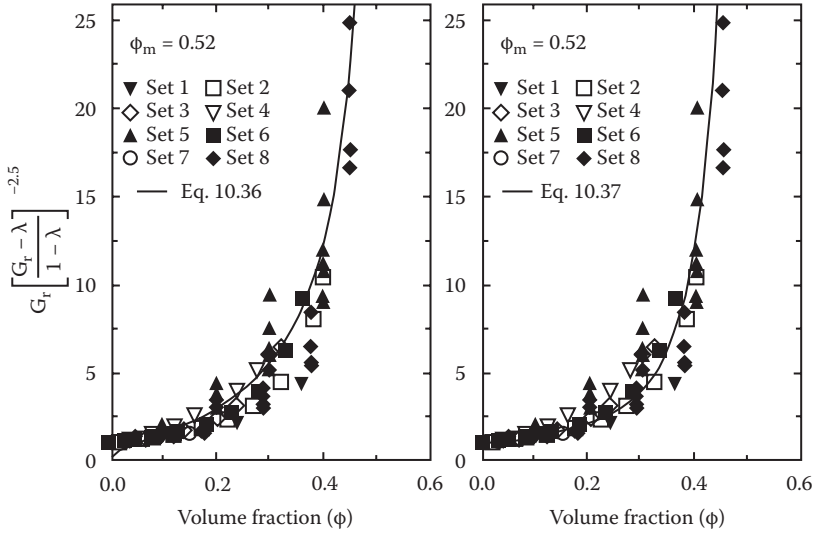 G_r [ (G_r − λ) / (1 − λ) ]^−2.5
25
20
15
10
5
0
ϕm = 0.52
Set 1 Set 2
Set 3 Set 4
Set 5 Set 6
Set 7 Set 8
Eq. 10.36
0.0 0.2 0.4 0.6
Volume fraction (ϕ)
25
20
15
10
5
0
ϕm = 0.52
Set 1 Set 2
Set 3 Set 4
Set 5 Set 6
Set 7 Set 8
Eq. 10.37
0.0 0.2 0.4 0.6
Volume fraction (ϕ)